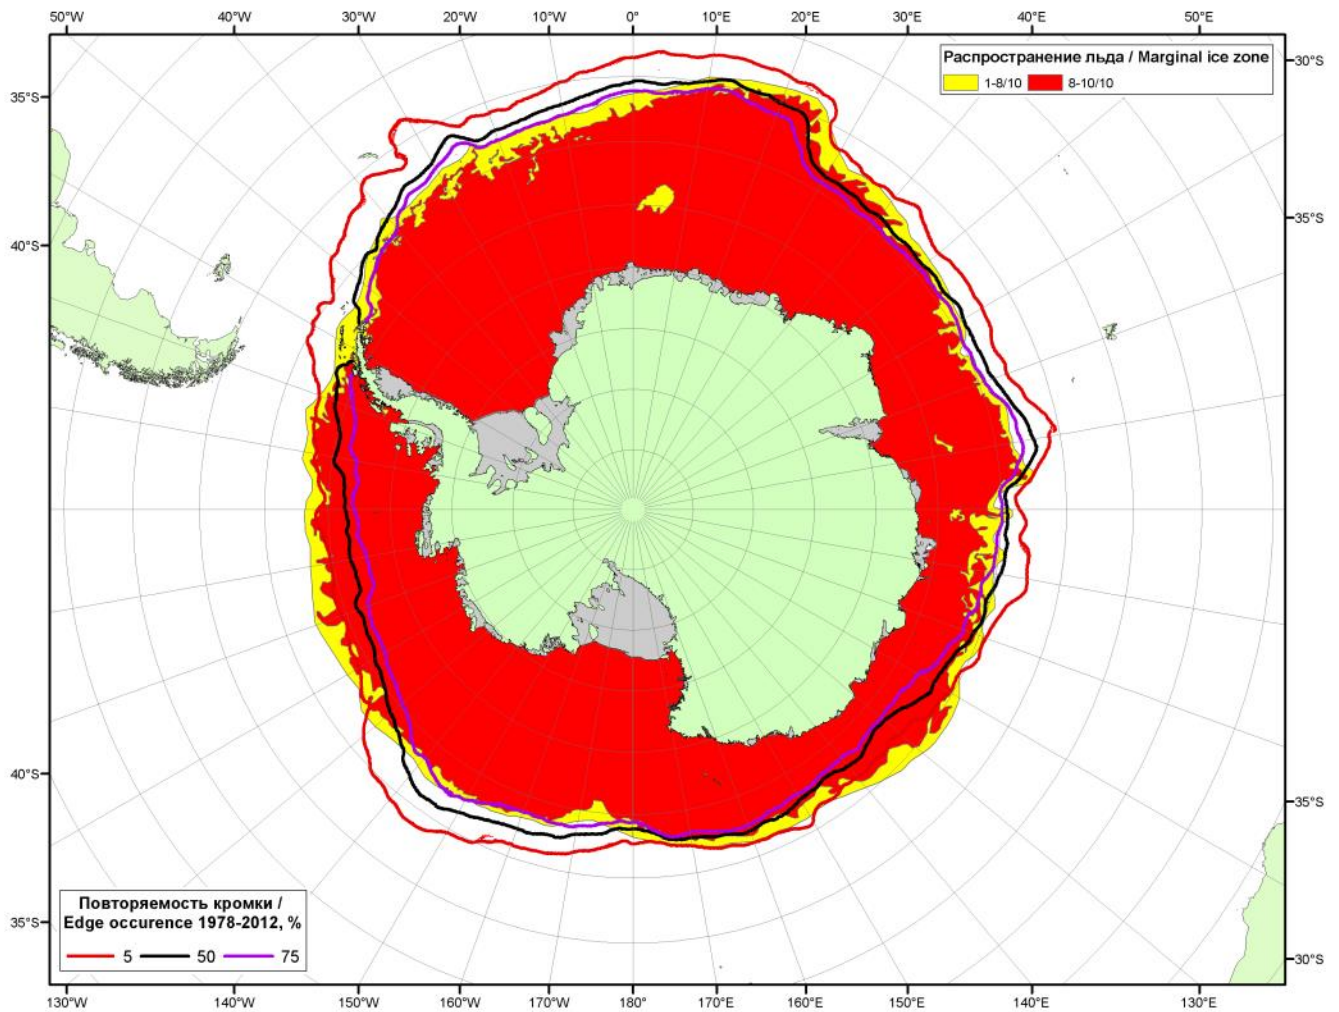 50°W 40°W 30°W 20°W 10°W 0° 10°E 20°E 30°E 40°E 50°E
Распространение льда / Marginal ice zone
1-8/10 8-10/10
30°S
35°S
35°S
40°S
40°S
35°S
35°S
30°S
Повторяемость кромки /
Edge occurence 1978-2012, %
5 50 75
130°W 140°W 150°W 160°W 170°W 180° 170°E 160°E 150°E 140°E 130°E